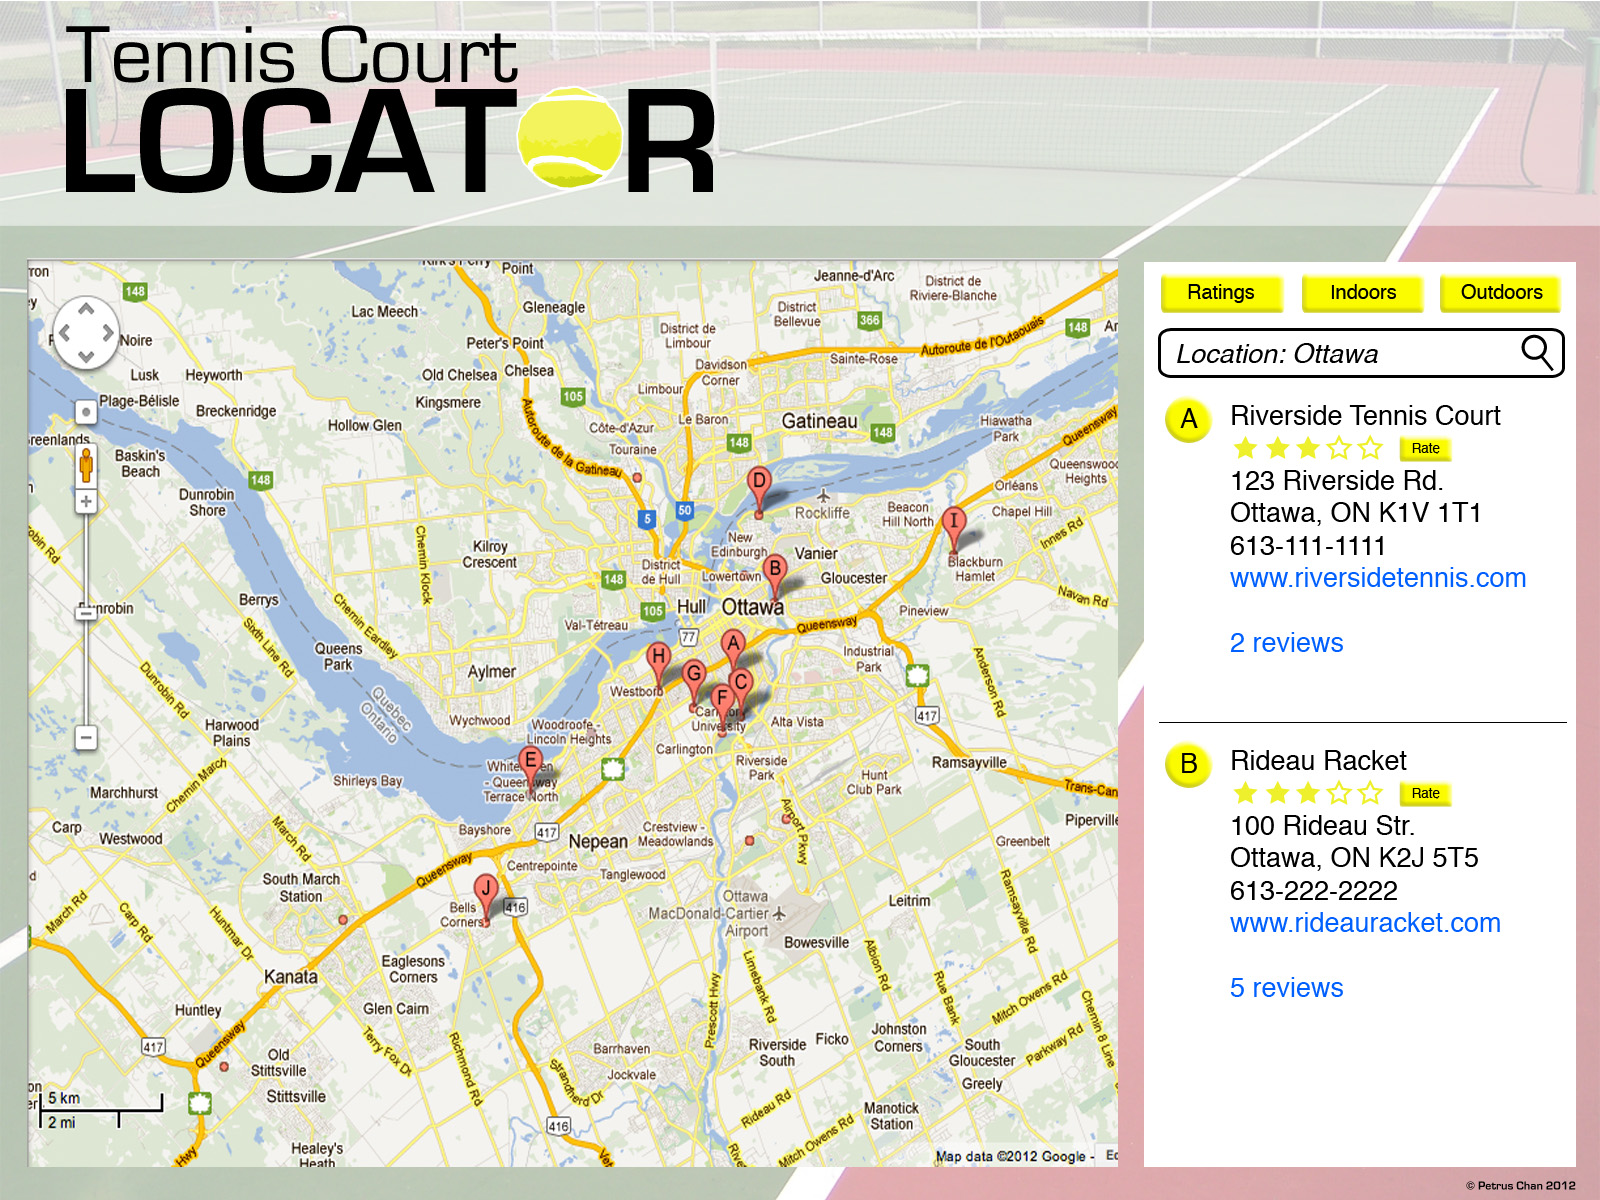 Tennis Court
LOCATOR
Ratings
Indoors
Outdoors
Location: Ottawa
A
Riverside Tennis Court
Rate
123 Riverside Rd.
Ottawa, ON K1V 1T1
613-111-1111
www.riversidetennis.com
2 reviews
B
Rideau Racket
Rate
100 Rideau Str.
Ottawa, ON K2J 5T5
613-222-2222
www.rideauracket.com
5 reviews
Point
Jeanne-d'Arc
District de
Riviere-Blanche
148
Lac Meech
Gleneagle
District
Bellevue
366
148
Noire
Peter's Point
District de
Limbour
Autoroute de l'Outaouais
Sainte-Rose
Lusk
Heyworth
Old Chelsea
Chelsea
Davidson
Corner
Plage-Bélisle
Breckenridge
Kingsmere
105
Limbour
Hollow Glen
Autoroute de la Gatineau
Côte-d'Azur
Le Baron
Gatineau
Hiawatha
Park
Queensway
148
148
Touraine
Baskin's
Beach
148
Queenswood
Heights
Dunrobin
Shore
D
Orléans
5
50
Rockcliffe
Beacon
Hill North
I
Chapel Hill
Innes Rd
Chemin Klock
Kilroy
Crescent
New
Edinburgh
Vanier
B
District
de Hull
Lowertown
Gloucester
Blackburn
Hamlet
148
105
Navan Rd
Berrys
Chemin Eardley
Hull
Ottawa
Pineview
Val-Tétreau
77
Queensway
Sixth Line Rd
Queens
Park
A
Industrial
Park
H
G
C
F
Aylmer
Westboro
Anderson Rd
Dunrobin Rd
Quebec
Ontario
Carleton
University
Alta Vista
417
Harwood
Plains
Wychwood
Woodroofe -
Lincoln Heights
Carlington
E
Ramsayville
Riverside
Park
Hunt
Club Park
Chemin March
Shirleys Bay
- Queensway
Terrace North
Marchhurst
Trans-Can
Carp
Westwood
March Rd
Bayshore
417
Nepean
Crestview -
Meadowlands
Airport Pkwy
Greenbelt
Piperville
Queensway
Centrepointe
Tanglewood
South March
Station
J
Bells
Corners
416
Ottawa
MacDonald-Cartier
Airport
Leitrim
Ramsayville Rd
March Rd
Carp Rd
Huntmar Dr
Bowesville
Eaglesons
Corners
Kanata
Limebank Rd
Albion Rd
Rue Bank
Mitch Owens Rd
Prescott Hwy
Huntley
Glen Cairn
Queensway
417
Terry Fox Dr
Richmond Rd
Johnston
Corners
Chemin 8 Line
Old
Stittsville
Barrhaven
Riverside
South
Ficko
South
Gloucester
Parkway Rd
Jockvale
Strandherd Dr
Greely
Stittsville
Rideau Rd
Manotick
Station
416
Mitch Owens Rd
Healy's
Heath
Hwy
5 km
2 mi
Map data ©2012 Google -
© Petrus Chan 2012